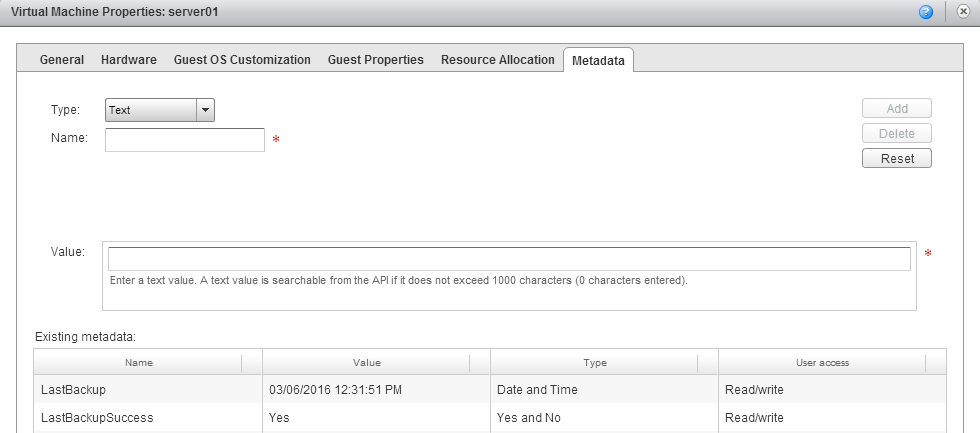 Virtual Machine Properties: server01 ?
General Hardware Guest OS Customization Guest Properties Resource Allocation Metadata
Type: Text Add
Name: * Delete
Reset
Value: *
Enter a text value. A text value is searchable from the API if it does not exceed 1000 characters (0 characters entered).
Existing metadata:
Name Value Type User access
LastBackup 03/06/2016 12:31:51 PM Date and Time Read/write
LastBackupSuccess Yes Yes and No Read/write